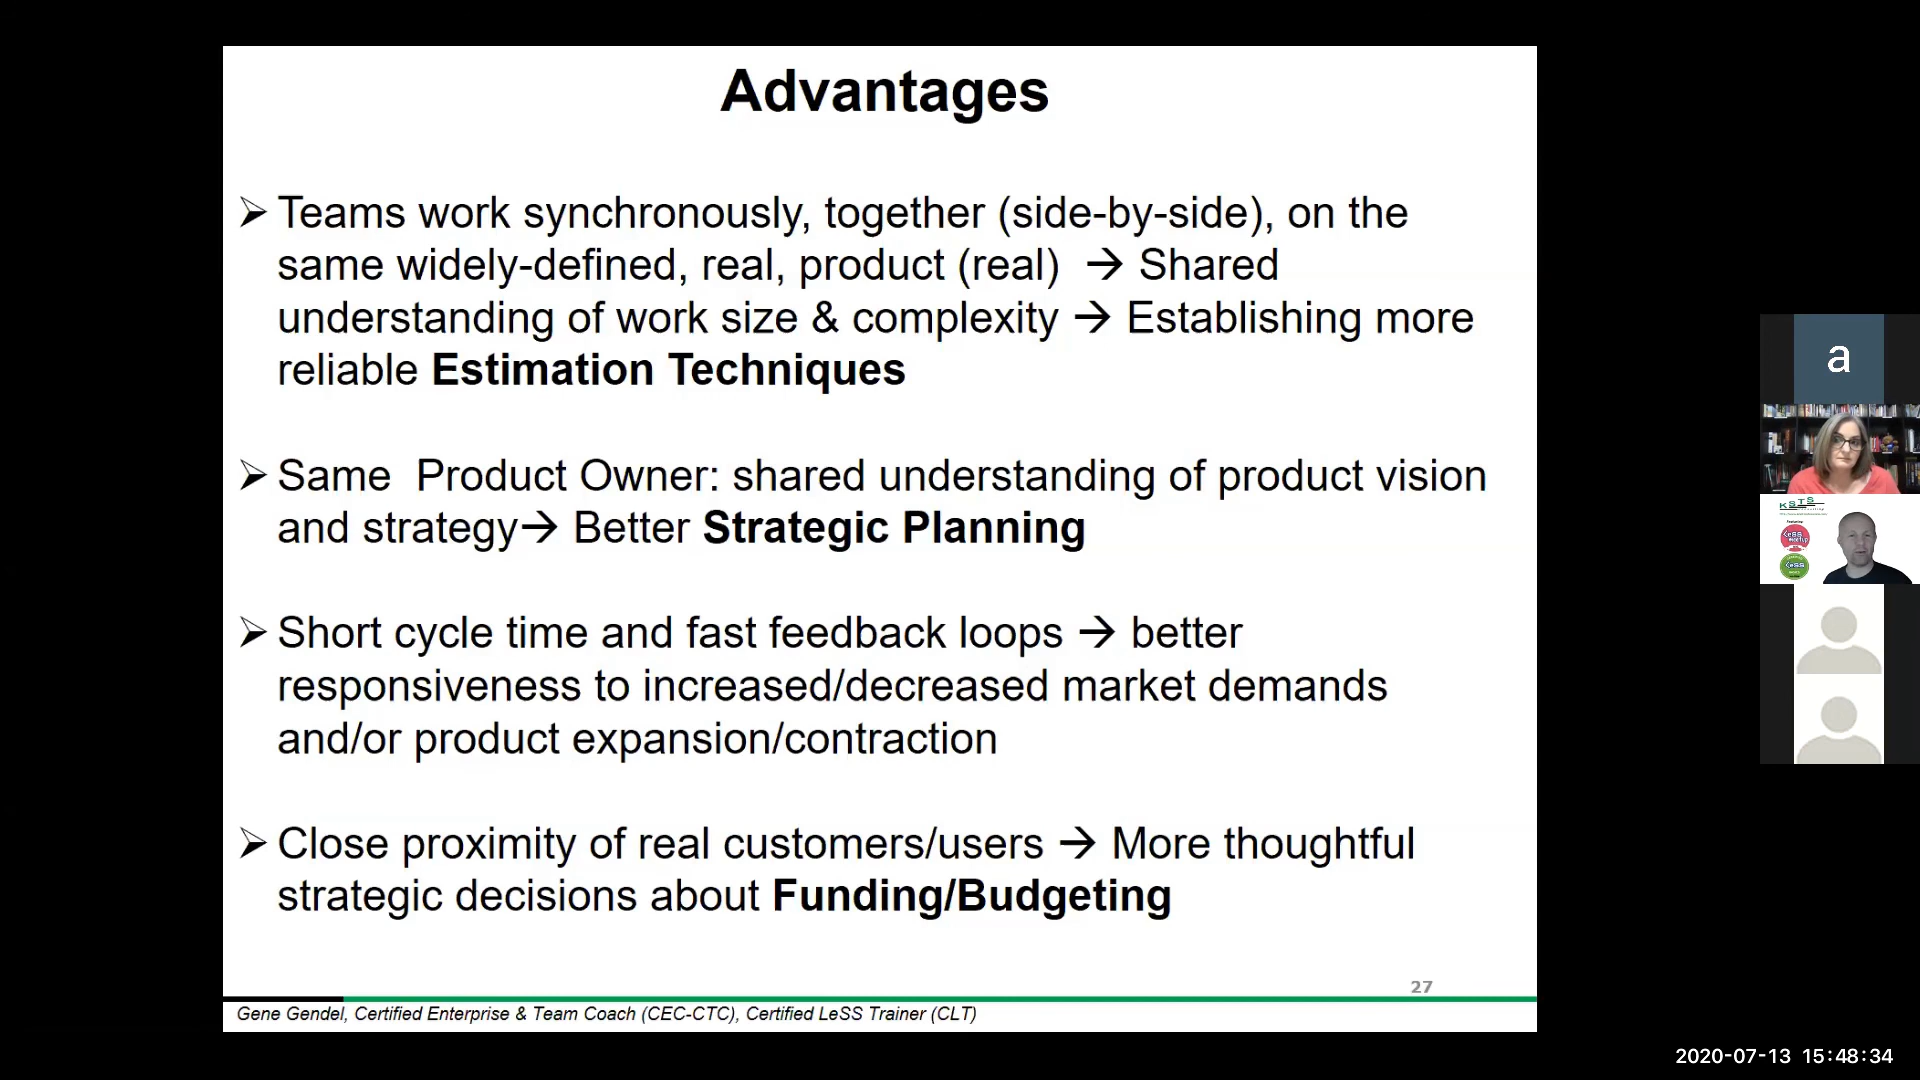 Advantages
➢ Teams work synchronously, together (side-by-side), on the
same widely-defined, real, product (real) → Shared
understanding of work size & complexity → Establishing more
reliable Estimation Techniques
➢ Same Product Owner: shared understanding of product vision
and strategy→ Better Strategic Planning
➢ Short cycle time and fast feedback loops → better
responsiveness to increased/decreased market demands
and/or product expansion/contraction
➢ Close proximity of real customers/users → More thoughtful
strategic decisions about Funding/Budgeting
27
Gene Gendel, Certified Enterprise & Team Coach (CEC-CTC), Certified LeSS Trainer (CLT)
a
KSTS
LeSS
LeSS
2020-07-13 15:48:34